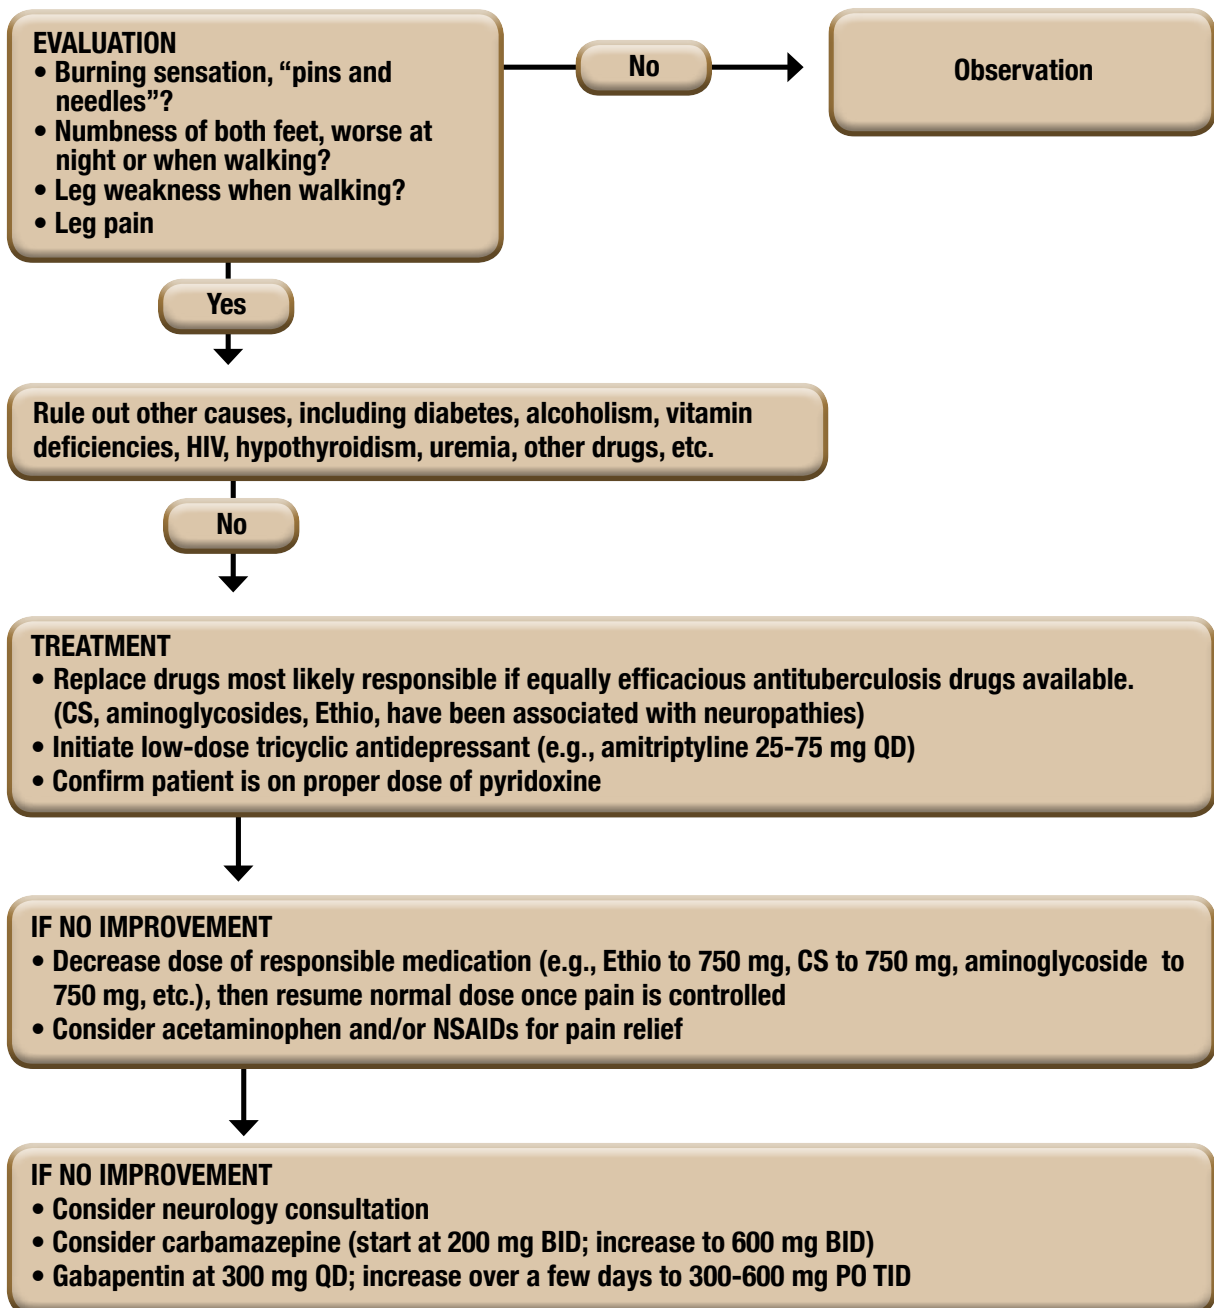 EVALUATION
• Burning sensation, “pins and
needles”?
• Numbness of both feet, worse at
night or when walking?
• Leg weakness when walking?
• Leg pain
No
Observation
Yes
Rule out other causes, including diabetes, alcoholism, vitamin
deficiencies, HIV, hypothyroidism, uremia, other drugs, etc.
No
TREATMENT
• Replace drugs most likely responsible if equally efficacious antituberculosis drugs available.
(CS, aminoglycosides, Ethio, have been associated with neuropathies)
• Initiate low-dose tricyclic antidepressant (e.g., amitriptyline 25-75 mg QD)
• Confirm patient is on proper dose of pyridoxine
IF NO IMPROVEMENT
• Decrease dose of responsible medication (e.g., Ethio to 750 mg, CS to 750 mg, aminoglycoside to
750 mg, etc.), then resume normal dose once pain is controlled
• Consider acetaminophen and/or NSAIDs for pain relief
IF NO IMPROVEMENT
• Consider neurology consultation
• Consider carbamazepine (start at 200 mg BID; increase to 600 mg BID)
• Gabapentin at 300 mg QD; increase over a few days to 300-600 mg PO TID